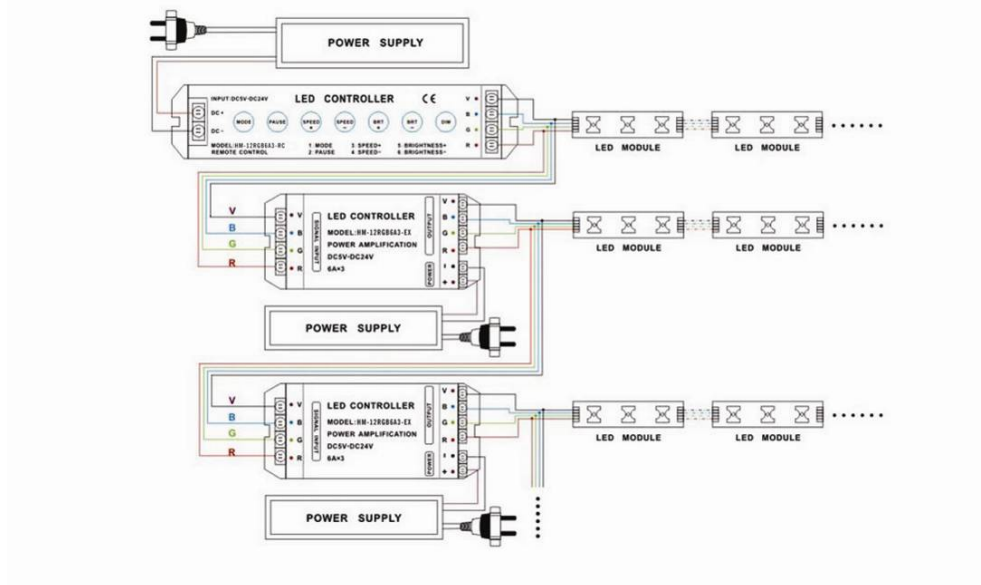 POWER SUPPLY
INPUT:DC5V-DC24V LED CONTROLLER CE
DC+
DC-
MODE PAUSE SPEED+ SPEED- BRT+ BRT- DIM
V
B
G
R
MODEL:HM-12RGB6A3-RC 1 MODE 3 SPEED+ 5 BRIGHTNESS+
REMOTE CONTROL 2 PAUSE 4 SPEED- 6 BRIGHTNESS-
LED MODULE LED MODULE
V
B
G
R
V
B
G
R
SIGNAL INPUT
LED CONTROLLER
MODEL:HM-12RGB6A3-EX
POWER AMPLIFICATION
DC5V-DC24V
6A×3
OUTPUT
POWER
V
B
G
R
-
+
LED MODULE LED MODULE
POWER SUPPLY
V
B
G
R
V
B
G
R
SIGNAL INPUT
LED CONTROLLER
MODEL:HM-12RGB6A3-EX
POWER AMPLIFICATION
DC5V-DC24V
6A×3
OUTPUT
POWER
V
B
G
R
-
+
LED MODULE LED MODULE
POWER SUPPLY